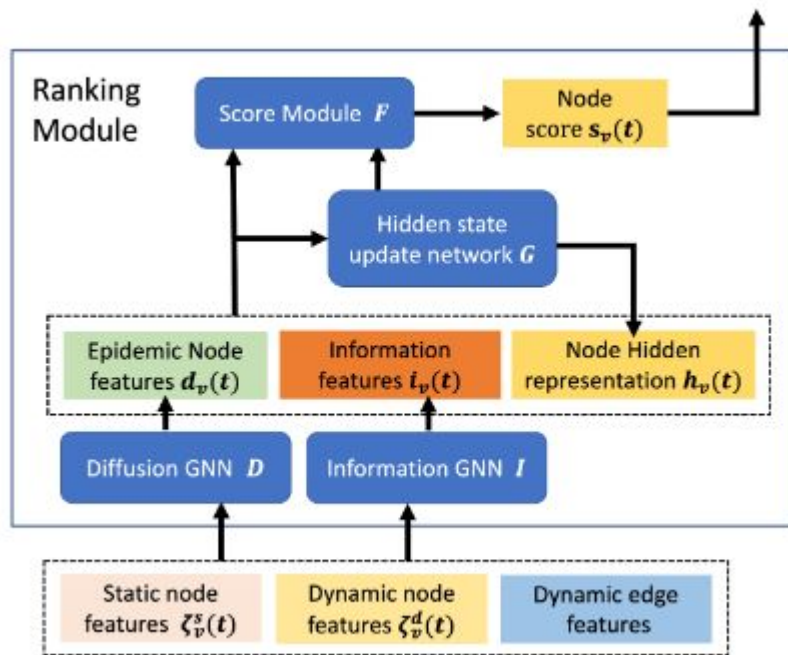 Ranking
Module
Score Module F
Node
score s_v(t)
Hidden state
update network G
Epidemic Node
features d_v(t)
Information
features i_v(t)
Node Hidden
representation h_v(t)
Diffusion GNN D
Information GNN I
Static node
features ζ_v^s(t)
Dynamic node
features ζ_v^d(t)
Dynamic edge
features